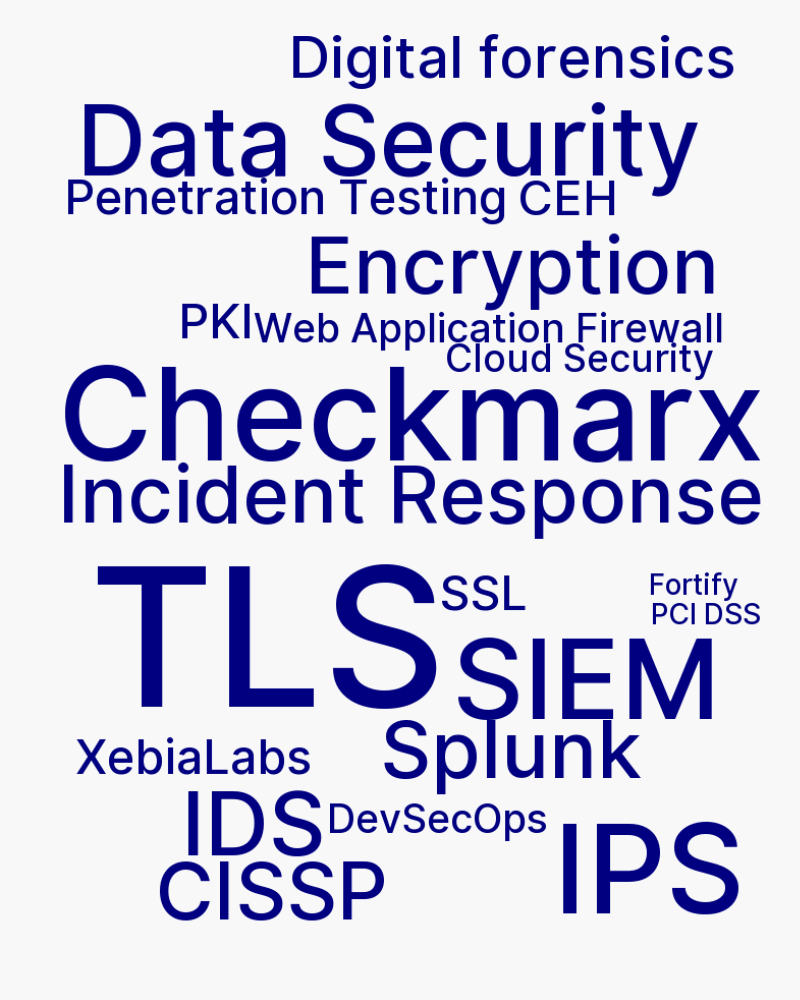 Digital forensics
Data Security
Penetration Testing CEH
Encryption
PKI Web Application Firewall
Cloud Security
Checkmarx
Incident Response
TLS SSL Fortify
PCI DSS
SIEM
XebiaLabs Splunk
IDS DevSecOps IPS
CISSP